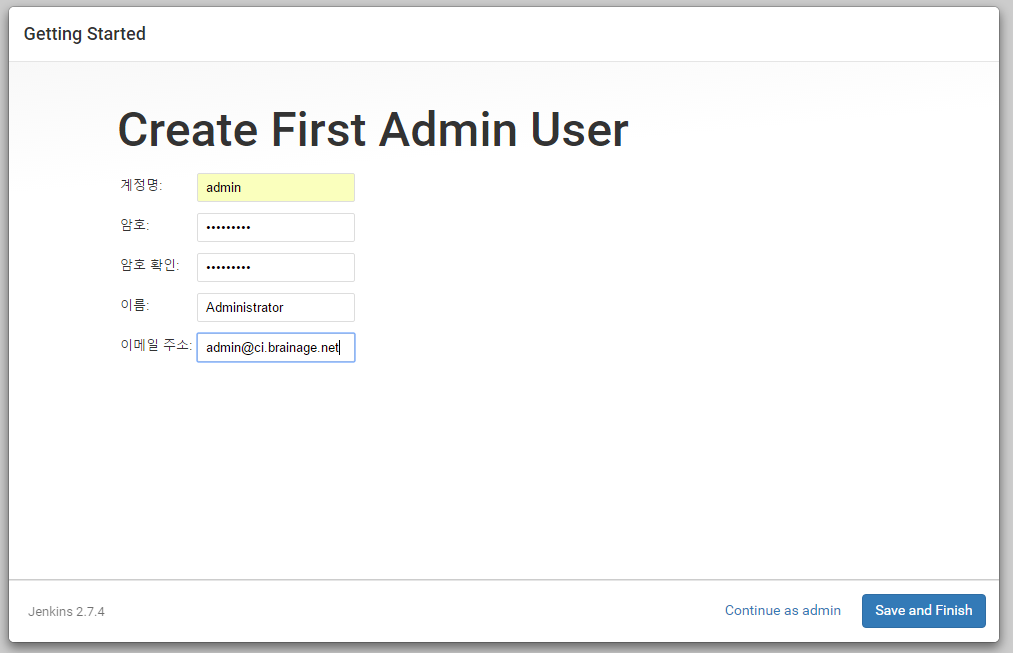 Getting Started
Create First Admin User
계정명: admin
암호: •••••••••
암호 확인: •••••••••
이름: Administrator
이메일 주소: admin@ci.brainage.net
Jenkins 2.7.4 Continue as admin Save and Finish